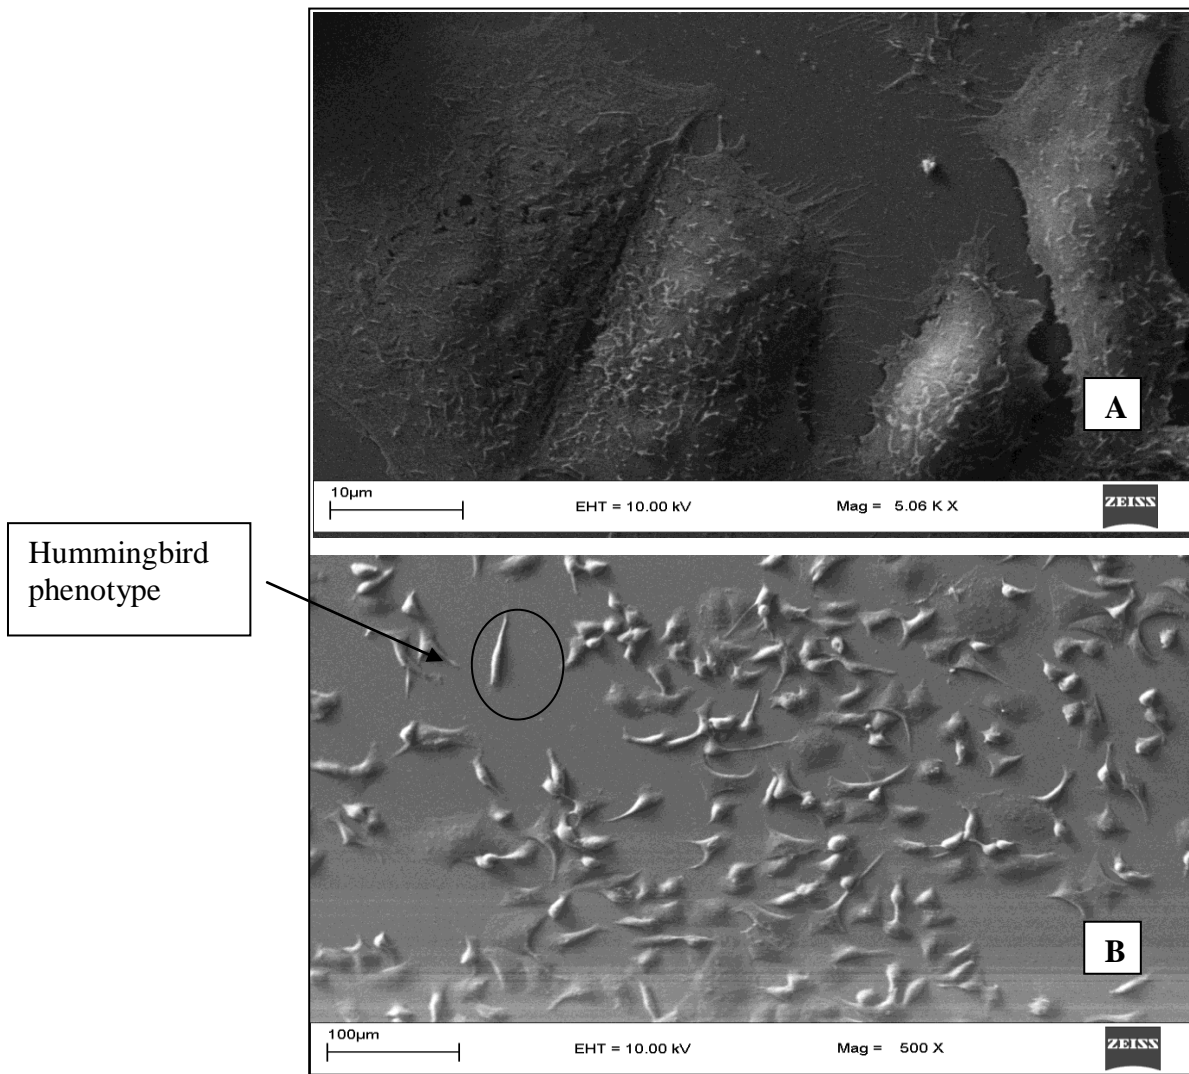 A
10µm
EHT = 10.00 kV
Mag = 5.06 K X
ZEISS
Hummingbird
phenotype
B
100µm
EHT = 10.00 kV
Mag = 500 X
ZEISS